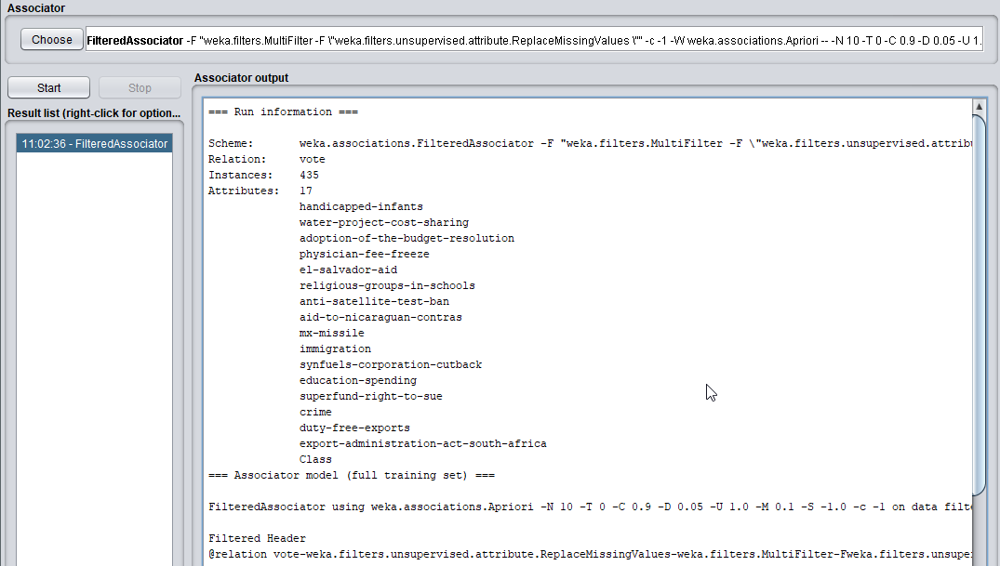 Associator
Choose FilteredAssociator -F "weka.filters.MultiFilter -F \"weka.filters.unsupervised.attribute.ReplaceMissingValues \"" -c -1 -W weka.associations.Apriori -- -N 10 -T 0 -C 0.9 -D 0.05 -U 1.
Start Stop
Associator output
Result list (right-click for option...
11:02:36 - FilteredAssociator
=== Run information ===
Scheme: weka.associations.FilteredAssociator -F "weka.filters.MultiFilter -F \"weka.filters.unsupervised.attribu
Relation: vote
Instances: 435
Attributes: 17
handicapped-infants
water-project-cost-sharing
adoption-of-the-budget-resolution
physician-fee-freeze
el-salvador-aid
religious-groups-in-schools
anti-satellite-test-ban
aid-to-nicaraguan-contras
mx-missile
immigration
synfuels-corporation-cutback
education-spending
superfund-right-to-sue
crime
duty-free-exports
export-administration-act-south-africa
Class
=== Associator model (full training set) ===
FilteredAssociator using weka.associations.Apriori -N 10 -T 0 -C 0.9 -D 0.05 -U 1.0 -M 0.1 -S -1.0 -c -1 on data filte
Filtered Header
@relation vote-weka.filters.unsupervised.attribute.ReplaceMissingValues-weka.filters.MultiFilter-Fweka.filters.unsupe